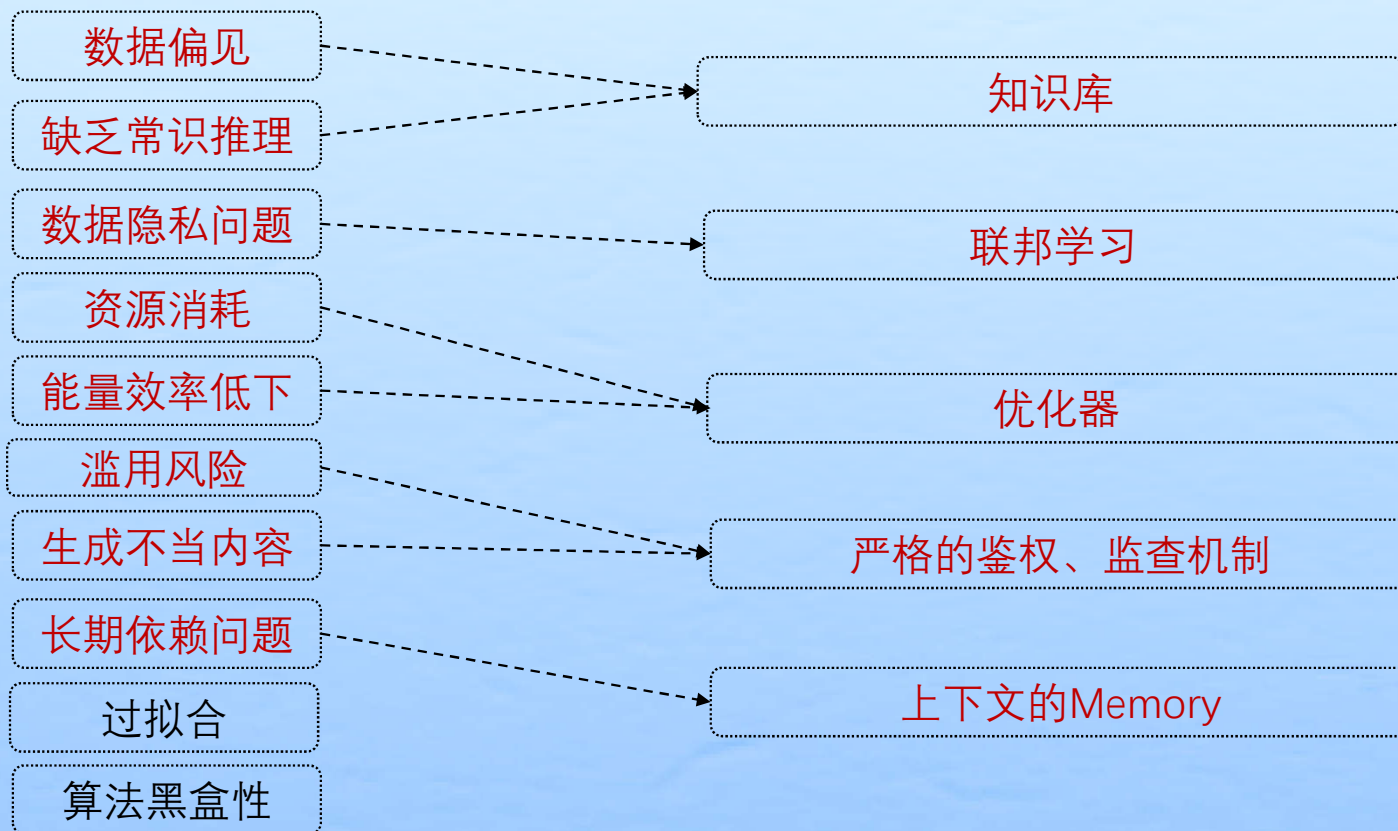 数据偏见
缺乏常识推理
数据隐私问题
资源消耗
能量效率低下
滥用风险
生成不当内容
长期依赖问题
过拟合
算法黑盒性
知识库
联邦学习
优化器
严格的鉴权、监查机制
上下文的Memory